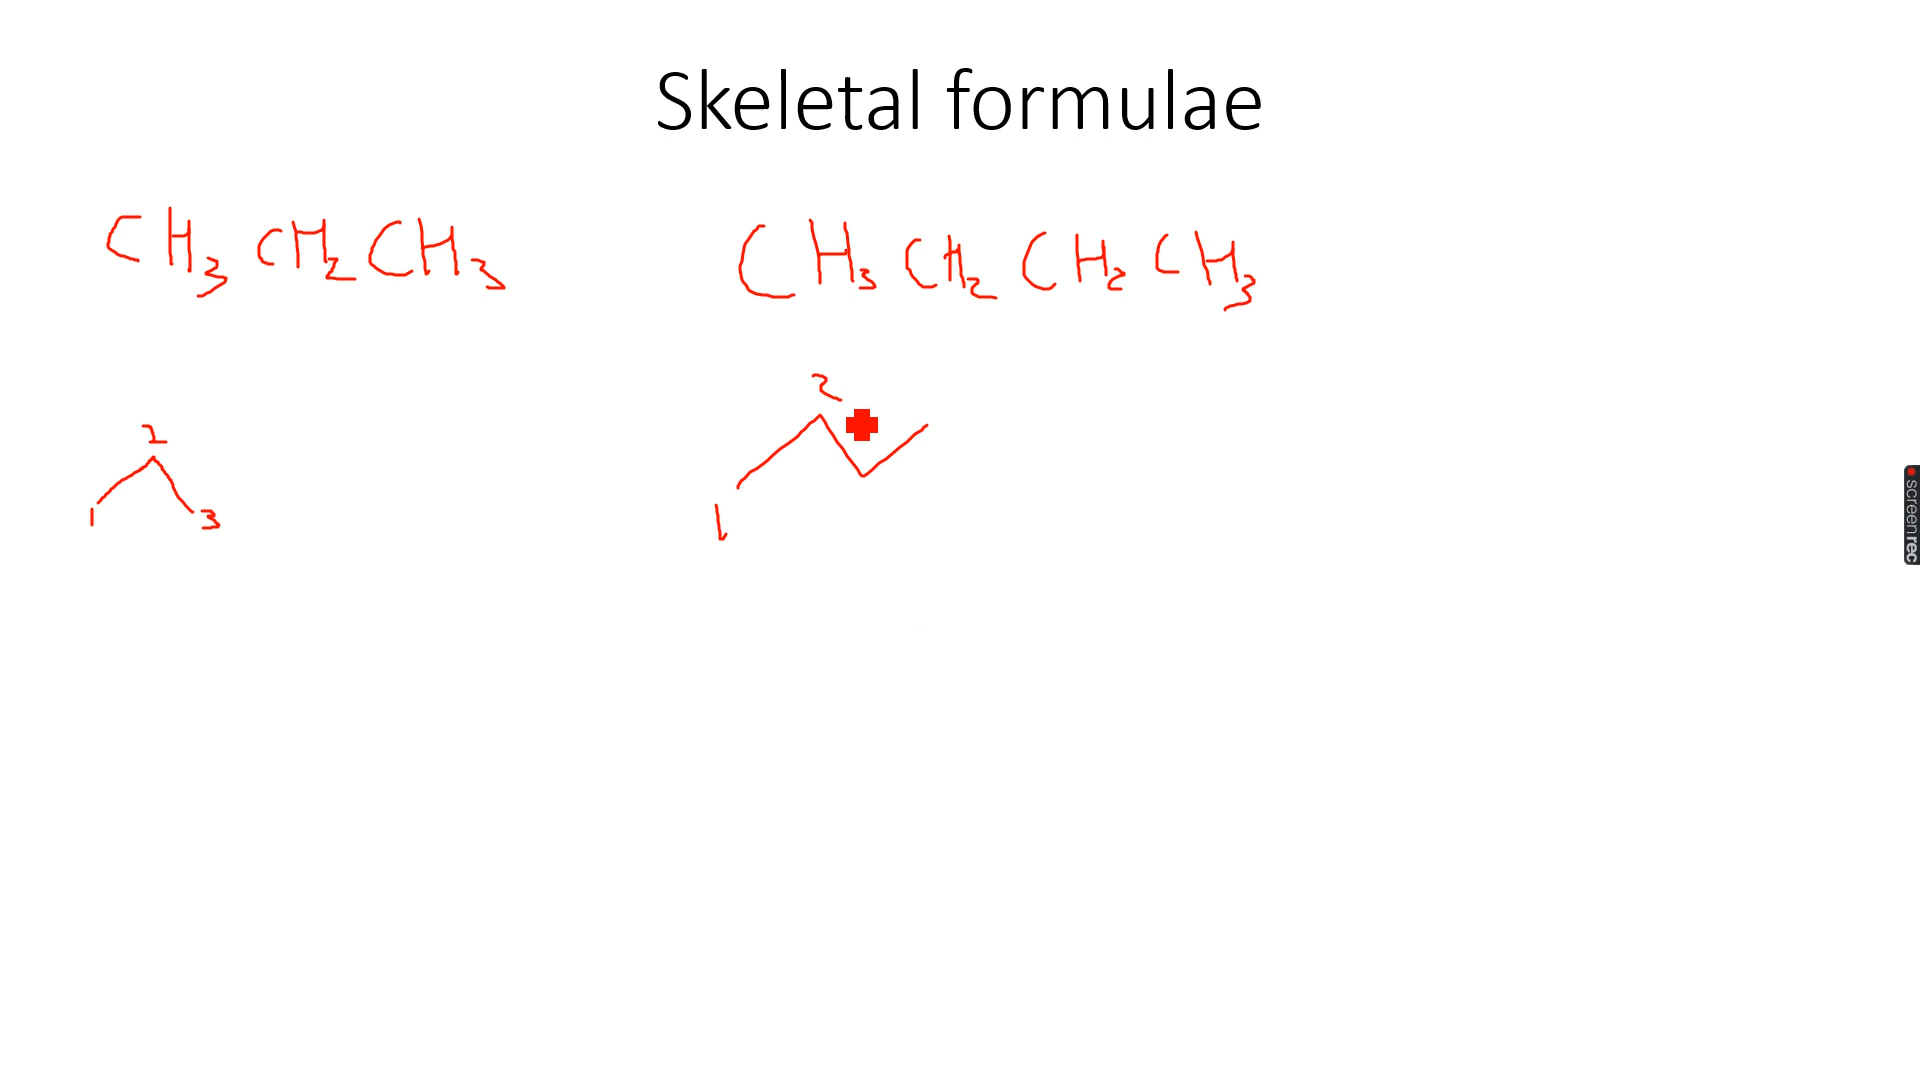 Skeletal formulae
CH3 CH2 CH3
CH3 CH2 CH2 CH3
2
1 3
2
1
screenrec